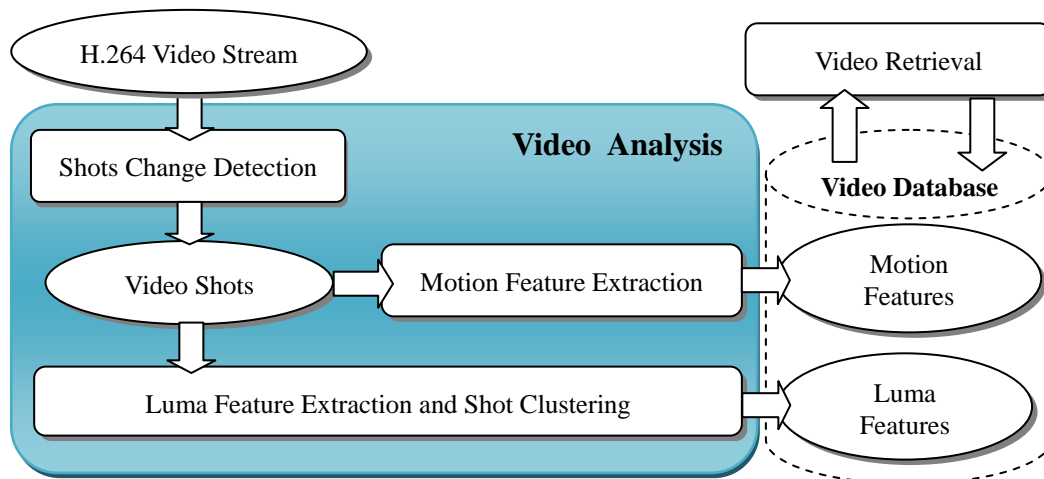 H.264 Video Stream
Video Retrieval
Video Analysis
Shots Change Detection
Video Database
Video Shots
Motion Feature Extraction
Motion
Features
Luma Feature Extraction and Shot Clustering
Luma
Features